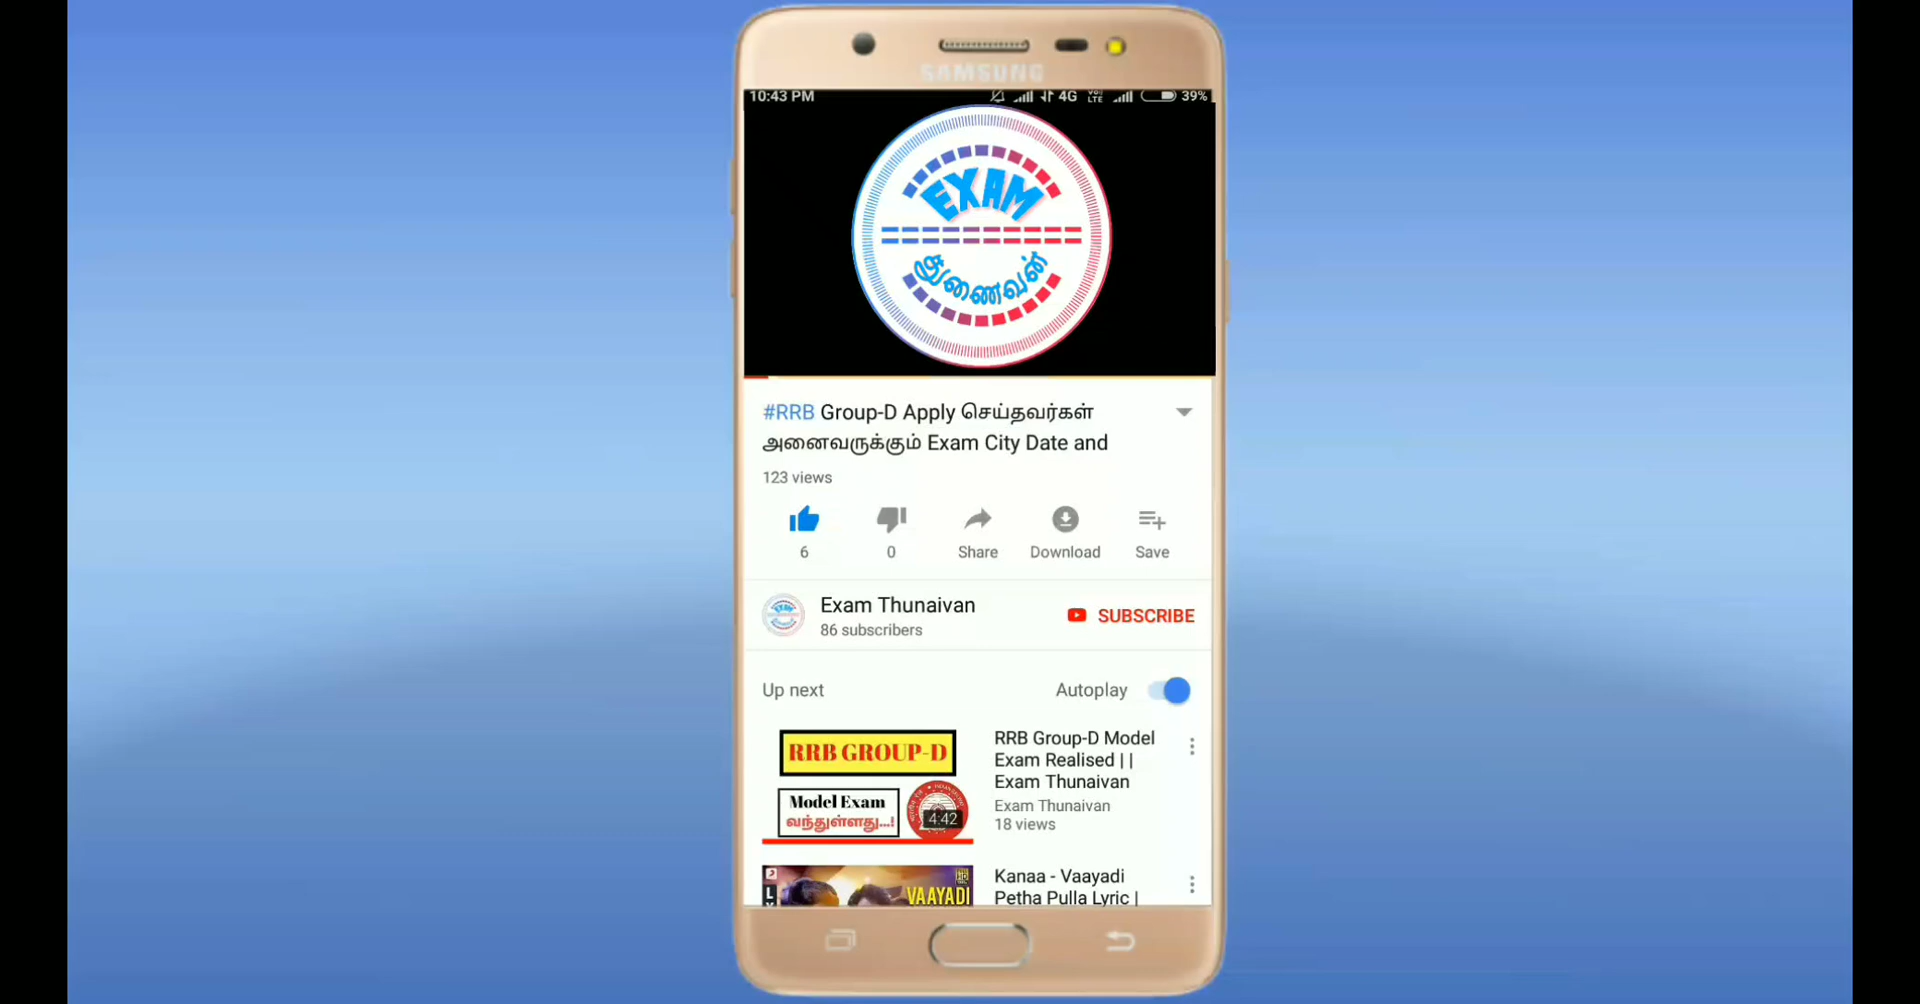 SAMSUNG
10:43 PM 4G VoLTE 39%
EXAM
துணைவன்
#RRB Group-D Apply செய்தவர்கள்
அனைவருக்கும் Exam City Date and
123 views
6 0 Share Download Save
Exam Thunaivan
86 subscribers
SUBSCRIBE
Up next Autoplay
RRB GROUP-D
Model Exam
வந்துள்ளது...!
4:42
RRB Group-D Model
Exam Realised ||
Exam Thunaivan
Exam Thunaivan
18 views
VAAYADI
Kanaa - Vaayadi
Petha Pulla Lyric |